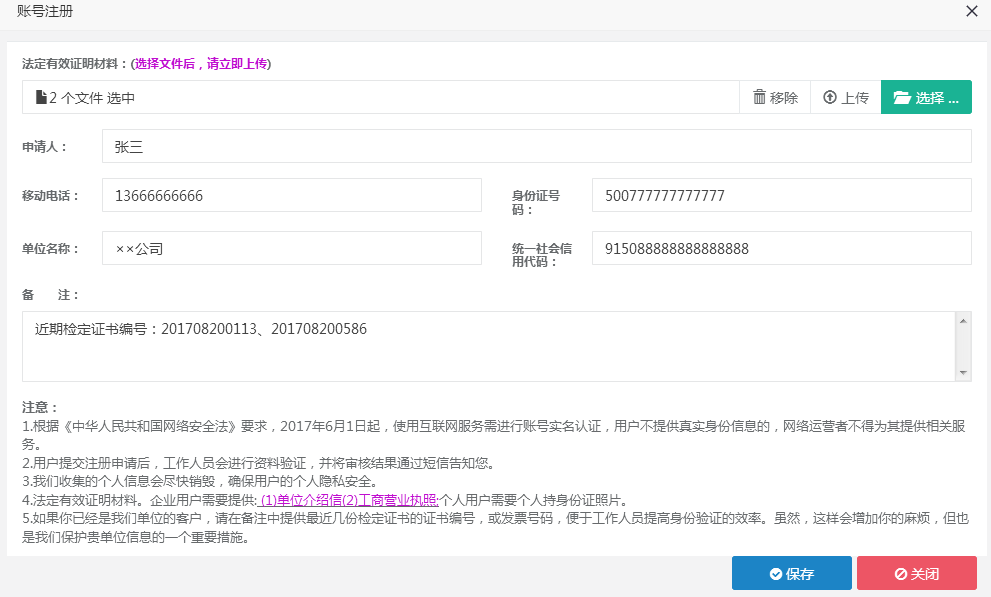 账号注册
法定有效证明材料：(选择文件后，请立即上传)
2 个文件 选中 移除 上传 选择 ...
申请人： 张三
移动电话： 13666666666 身份证号码： 500777777777777
单位名称： ××公司 统一社会信用代码： 915088888888888888
备 注：
近期检定证书编号：201708200113、201708200586
注意：
1.根据《中华人民共和国网络安全法》要求，2017年6月1日起，使用互联网服务需进行账号实名认证，用户不提供真实身份信息的，网络运营者不得为其提供相关服
务。
2.用户提交注册申请后，工作人员会进行资料验证，并将审核结果通过短信告知您。
3.我们收集的个人信息会尽快销毁，确保用户的个人隐私安全。
4.法定有效证明材料。企业用户需要提供: (1)单位介绍信(2)工商营业执照;个人用户需要个人持身份证照片。
5.如果你已经是我们单位的客户，请在备注中提供最近几份检定证书的证书编号，或发票号码，便于工作人员提高身份验证的效率。虽然，这样会增加你的麻烦，但也
是我们保护贵单位信息的一个重要措施。
保存 关闭